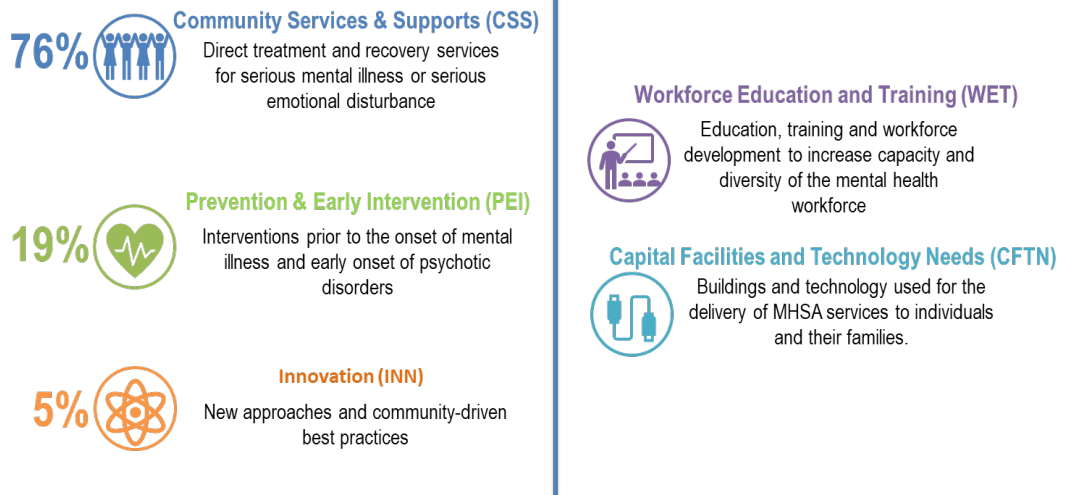 76%
Community Services & Supports (CSS)
Direct treatment and recovery services
for serious mental illness or serious
emotional disturbance
19%
Prevention & Early Intervention (PEI)
Interventions prior to the onset of mental
illness and early onset of psychotic
disorders
5%
Innovation (INN)
New approaches and community-driven
best practices
Workforce Education and Training (WET)
Education, training and workforce
development to increase capacity and
diversity of the mental health
workforce
Capital Facilities and Technology Needs (CFTN)
Buildings and technology used for the
delivery of MHSA services to individuals
and their families.